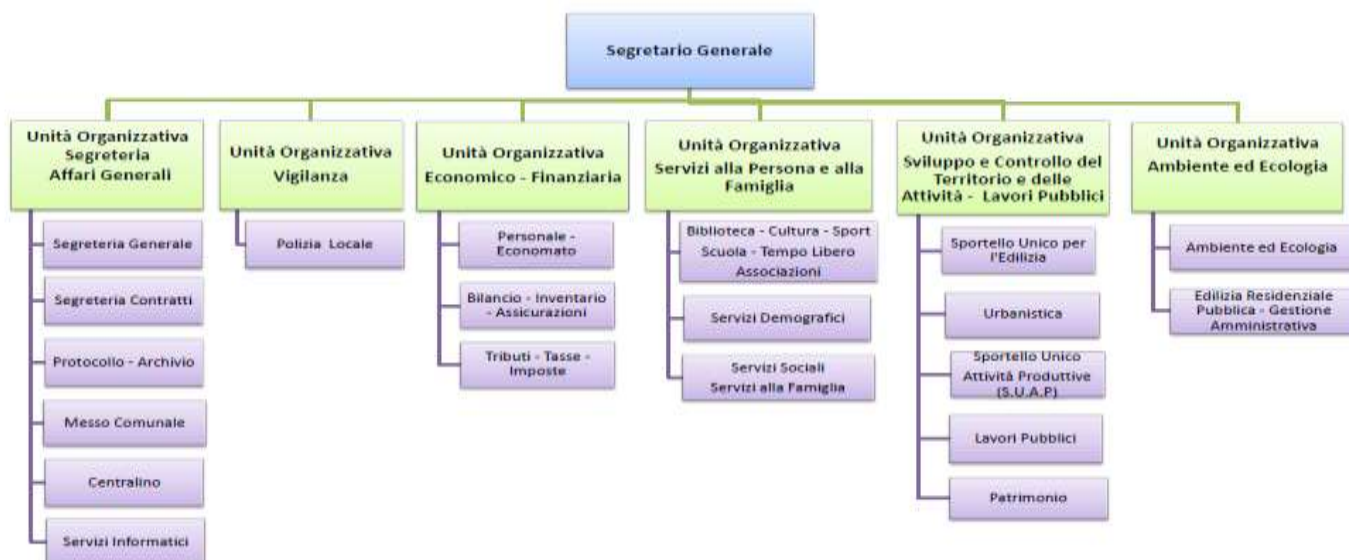 Segretario Generale
Unità Organizzativa
Segreteria
Affari Generali
Segreteria Generale
Segreteria Contratti
Protocollo - Archivio
Messo Comunale
Centralino
Servizi Informatici
Unità Organizzativa
Vigilanza
Polizia Locale
Unità Organizzativa
Economico - Finanziaria
Personale -
Economato
Bilancio - Inventario
- Assicurazioni
Tributi - Tasse -
Imposte
Unità Organizzativa
Servizi alla Persona e alla
Famiglia
Biblioteca - Cultura - Sport
Scuola - Tempo Libero
Associazioni
Servizi Demografici
Servizi Sociali
Servizi alla Famiglia
Unità Organizzativa
Sviluppo e Controllo del
Territorio e delle
Attività - Lavori Pubblici
Sportello Unico per
l'Edilizia
Urbanistica
Sportello Unico
Attività Produttive
(S.U.A.P)
Lavori Pubblici
Patrimonio
Unità Organizzativa
Ambiente ed Ecologia
Ambiente ed Ecologia
Edilizia Residenziale
Pubblica - Gestione
Amministrativa